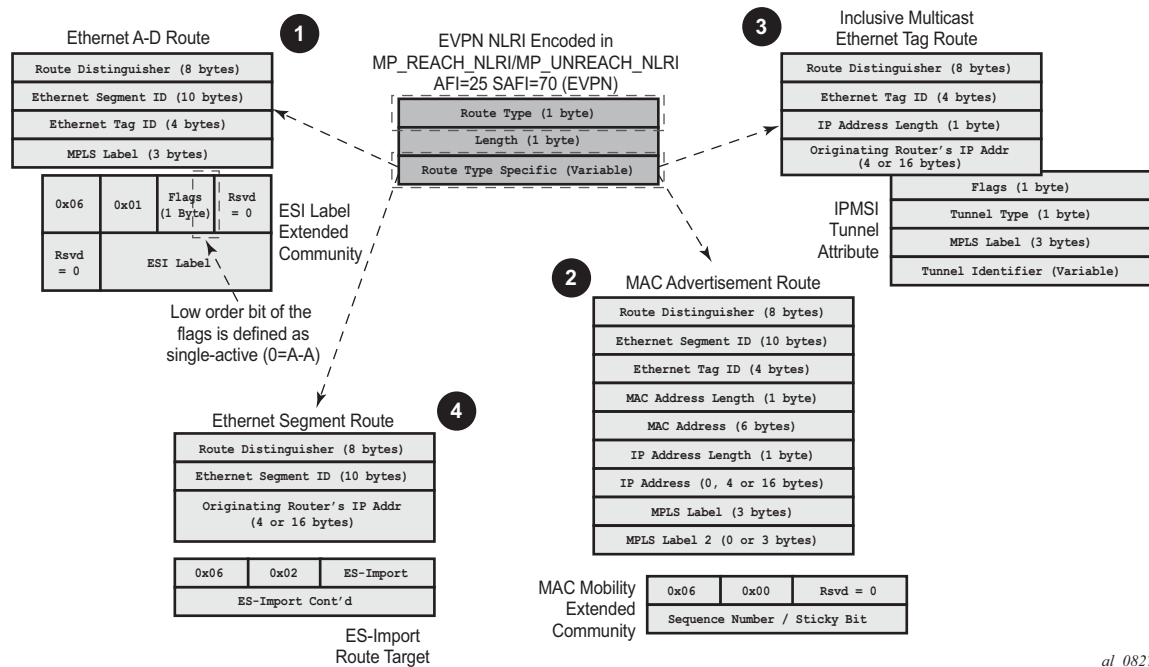 Ethernet A-D Route
1
Route Distinguisher (8 bytes)
Ethernet Segment ID (10 bytes)
Ethernet Tag ID (4 bytes)
MPLS Label (3 bytes)
0x06
0x01
Flags
(1 Byte)
Rsvd
= 0
Rsvd
= 0
ESI Label
ESI Label
Extended
Community
Low order bit of the
flags is defined as
single-active (0=A-A)
EVPN NLRI Encoded in
MP_REACH_NLRI/MP_UNREACH_NLRI
AFI=25 SAFI=70 (EVPN)
Route Type (1 byte)
Length (1 byte)
Route Type Specific (Variable)
3
Inclusive Multicast
Ethernet Tag Route
Route Distinguisher (8 bytes)
Ethernet Tag ID (4 bytes)
IP Address Length (1 byte)
Originating Router's IP Addr
(4 or 16 bytes)
IPMSI
Tunnel
Attribute
Flags (1 byte)
Tunnel Type (1 byte)
MPLS Label (3 bytes)
Tunnel Identifier (Variable)
2
MAC Advertisement Route
Route Distinguisher (8 bytes)
Ethernet Segment ID (10 bytes)
Ethernet Tag ID (4 bytes)
MAC Address Length (1 byte)
MAC Address (6 bytes)
IP Address Length (1 byte)
IP Address (0, 4 or 16 bytes)
MPLS Label (3 bytes)
MPLS Label 2 (0 or 3 bytes)
MAC Mobility
Extended
Community
0x06
0x00
Rsvd = 0
Sequence Number / Sticky Bit
Ethernet Segment Route
4
Route Distinguisher (8 bytes)
Ethernet Segment ID (10 bytes)
Originating Router's IP Addr
(4 or 16 bytes)
0x06
0x02
ES-Import
ES-Import Cont'd
ES-Import
Route Target